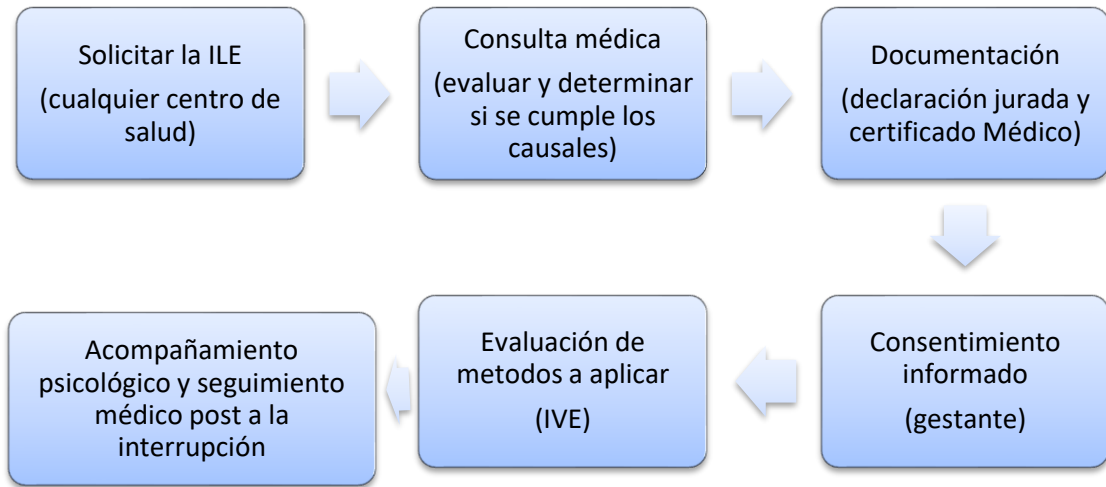 Solicitar la ILE
(cualquier centro de
salud)
Consulta médica
(evaluar y determinar
si se cumple los
causales)
Documentación
(declaración jurada y
certificado Médico)
Consentimiento
informado
(gestante)
Evaluación de
metodos a aplicar
(IVE)
Acompañamiento
psicológico y seguimiento
médico post a la
interrupción